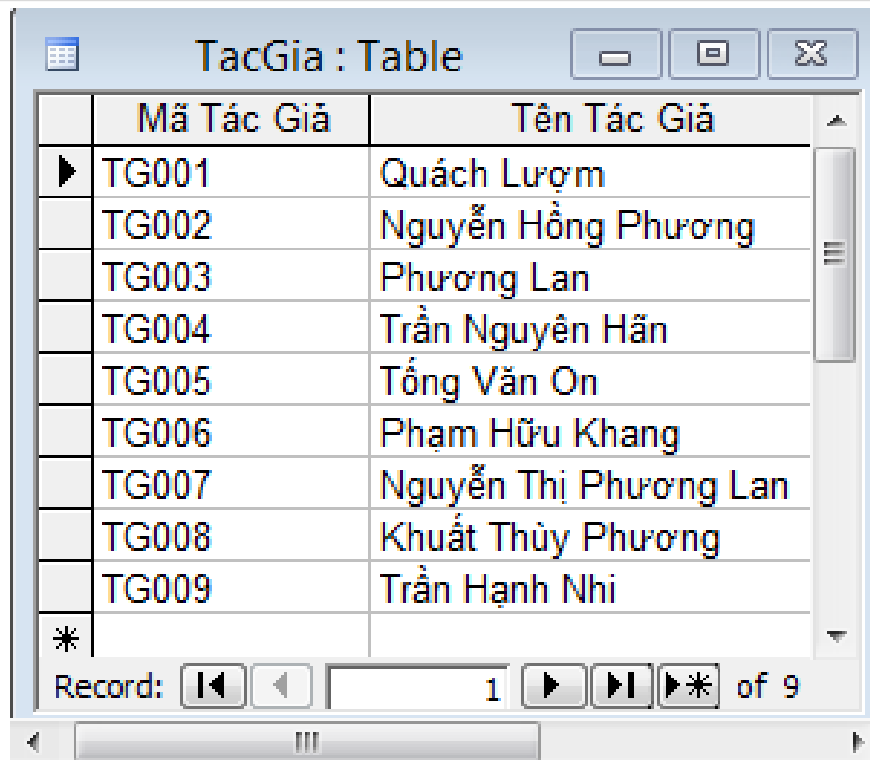 TacGia : Table
Mã Tác Giả Tên Tác Giả
TG001 Quách Lượm
TG002 Nguyễn Hồng Phương
TG003 Phương Lan
TG004 Trần Nguyên Hãn
TG005 Tống Văn On
TG006 Phạm Hữu Khang
TG007 Nguyễn Thị Phương Lan
TG008 Khuất Thùy Phương
TG009 Trần Hạnh Nhi
Record: 1 of 9